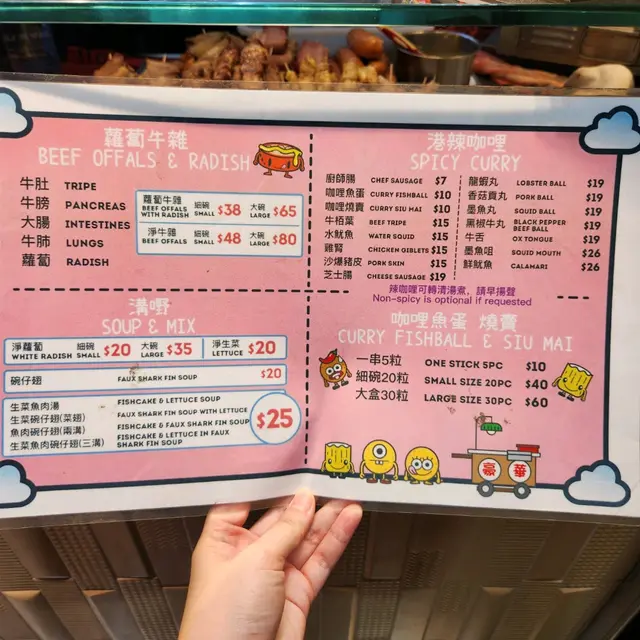 蘿蔔牛雜
BEEF OFFALS & RADISH
牛肚 TRIPE
牛膀 PANCREAS
大腸 INTESTINES
牛肺 LUNGS
蘿蔔 RADISH
蘿蔔牛雜 細碗 大碗
BEEF OFFALS WITH RADISH SMALL $38 LARGE $65
淨牛雜 細碗 大碗
BEEF OFFALS SMALL $48 LARGE $80
港辣咖哩
SPICY CURRY
廚師腸 CHEF SAUSAGE $7
咖哩魚蛋 CURRY FISHBALL $10
咖哩燒賣 CURRY SIU MAI $10
牛栢葉 BEEF TRIPE $15
水魷魚 WATER SQUID $15
雞腎 CHICKEN GIBLETS $15
沙爆豬皮 PORK SKIN $15
芝士腸 CHEESE SAUSAGE $19
龍蝦丸 LOBSTER BALL $19
香菇貢丸 PORK BALL $19
墨魚丸 SQUID BALL $19
黑椒牛丸 BLACK PEPPER BEEF BALL $19
牛舌 OX TONGUE $19
墨魚咀 SQUID MOUTH $26
鮮魷魚 CALAMARI $26
辣咖哩可轉清湯煮，請早揚聲
Non-spicy is optional if requested
溝嘢
SOUP & MIX
淨蘿蔔 細碗 大碗 淨生菜
WHITE RADISH SMALL $20 LARGE $35 LETTUCE $20
碗仔翅 FAUX SHARK FIN SOUP $20
生菜魚肉湯 FISHCAKE & LETTUCE SOUP
生菜碗仔翅(菜翅) FAUX SHARK FIN SOUP WITH LETTUCE
魚肉碗仔翅(兩溝) FISHCAKE & FAUX SHARK FIN SOUP
生菜魚肉碗仔翅(三溝) FISHCAKE & LETTUCE IN FAUX SHARK FIN SOUP
$25
咖哩魚蛋 燒賣
CURRY FISHBALL & SIU MAI
一串5粒 ONE STICK 5PC $10
細碗20粒 SMALL SIZE 20PC $40
大盒30粒 LARGE SIZE 30PC $60
豪華